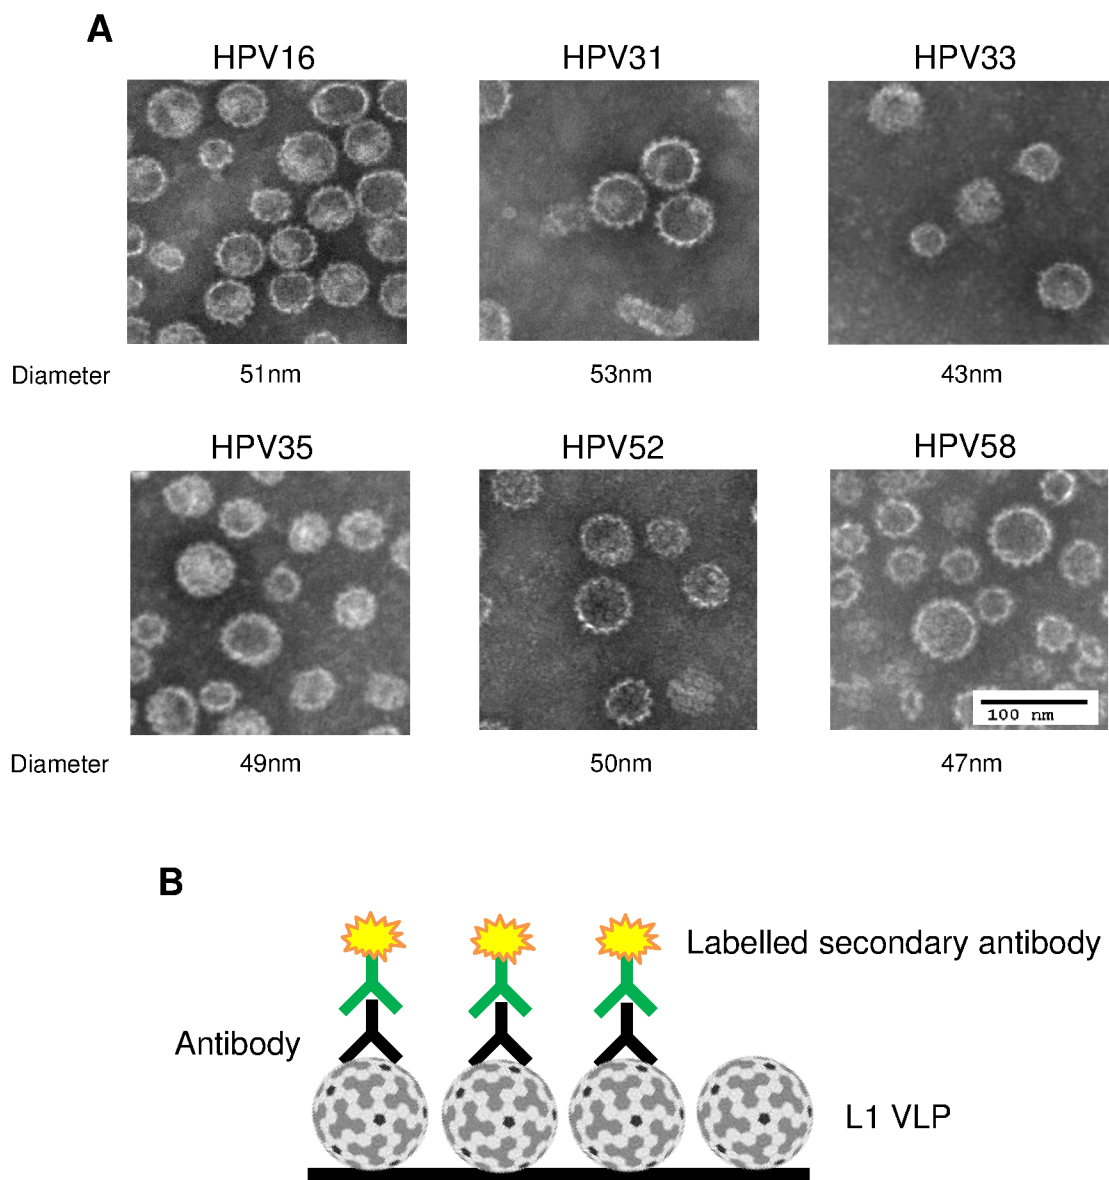 A
HPV16 HPV31 HPV33
Diameter 51nm 53nm 43nm
HPV35 HPV52 HPV58
100 nm
Diameter 49nm 50nm 47nm
B
Labelled secondary antibody
Antibody
L1 VLP